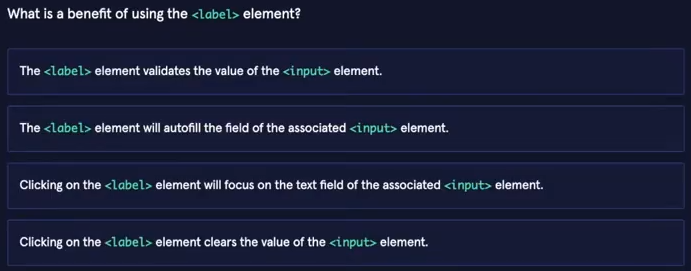 What is a benefit of using the <label> element?
The <label> element validates the value of the <input> element.
The <label> element will autofill the field of the associated <input> element.
Clicking on the <label> element will focus on the text field of the associated <input> element.
Clicking on the <label> element clears the value of the <input> element.